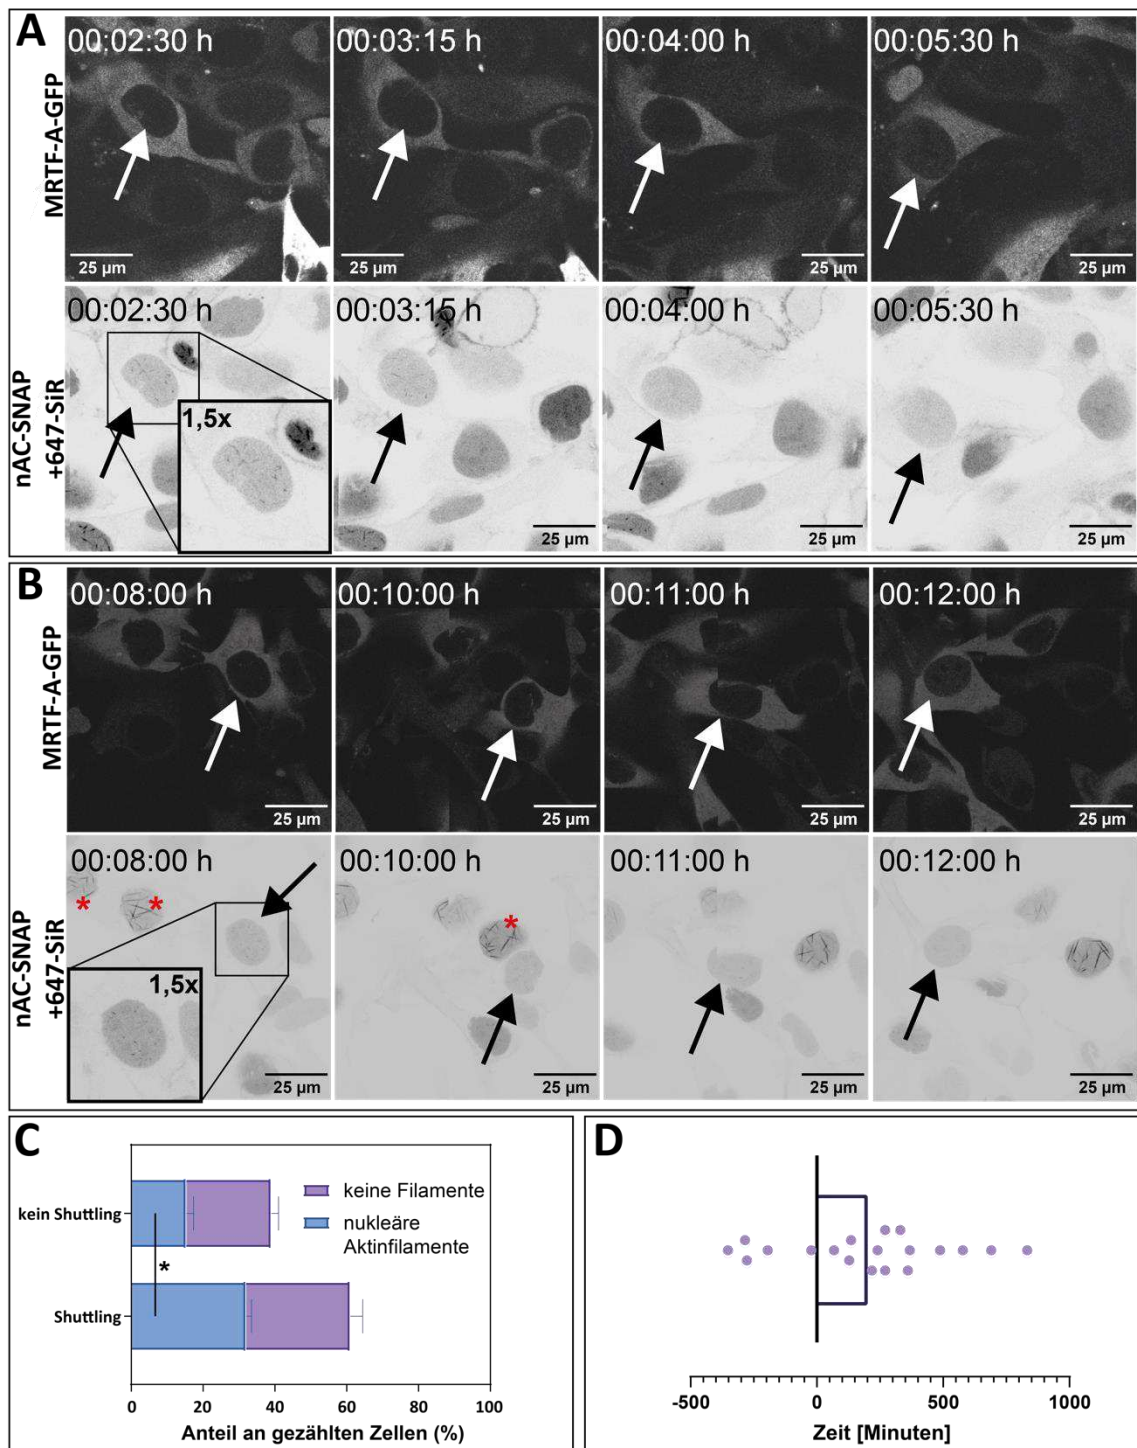 A
MRTF-A-GFP
00:02:30 h
00:03:15 h
00:04:00 h
00:05:30 h
25 µm
25 µm
25 µm
25 µm
nAC-SNAP
+647-SiR
00:02:30 h
00:03:15 h
00:04:00 h
00:05:30 h
1,5x
25 µm
25 µm
25 µm
B
MRTF-A-GFP
00:08:00 h
00:10:00 h
00:11:00 h
00:12:00 h
25 µm
25 µm
25 µm
25 µm
nAC-SNAP
+647-SiR
00:08:00 h
00:10:00 h
00:11:00 h
00:12:00 h
* *
*
1,5x
25 µm
25 µm
25 µm
25 µm
C
kein Shuttling
Shuttling
*
keine Filamente
nukleäre
Aktinfilamente
0 20 40 60 80 100
Anteil an gezählten Zellen (%)
D
-500 0 500 1000
Zeit [Minuten]